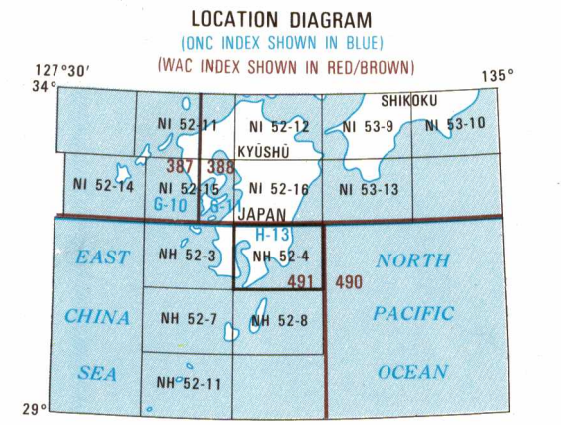 LOCATION DIAGRAM
(ONC INDEX SHOWN IN BLUE)
(WAC INDEX SHOWN IN RED/BROWN)
127°30′ 135°
34°
SHIKOKU
NI 52-11 NI 52-12 NI 53-9 NI 53-10
KYŪSHŪ
387 388
NI 52-14 NI 52-15 NI 52-16 NI 53-13
G-10 G-11 JAPAN
H-13
EAST NH 52-3 NH 52-4 NORTH
491 490
CHINA NH 52-7 NH 52-8 PACIFIC
SEA NH 52-11 OCEAN
29°